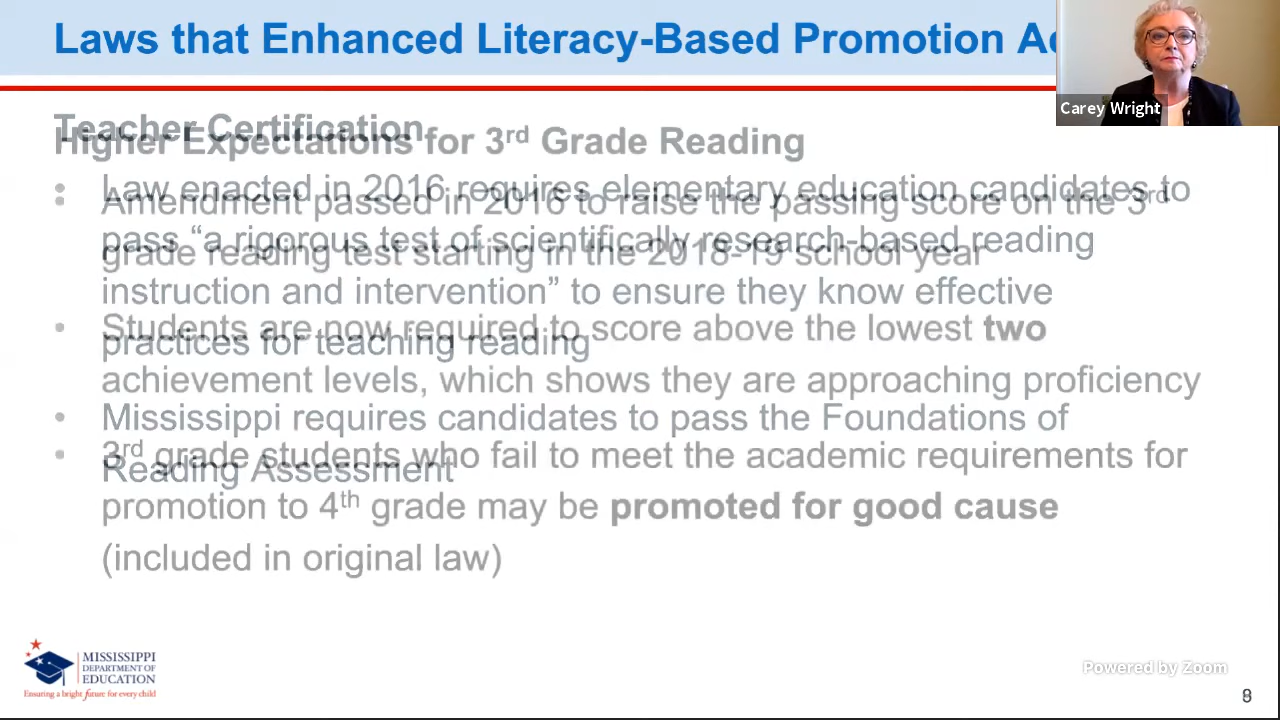 Laws that Enhanced Literacy-Based Promotion Ac
Carey Wright
Teacher Certification
Law enacted in 2016 requires elementary education candidates to
pass “a rigorous test of scientifically research-based reading
instruction and intervention” to ensure they know effective
practices for teaching reading
• Mississippi requires candidates to pass the Foundations of
Reading Assessment
Higher Expectations for 3rd Grade Reading
• Amendment passed in 2016 to raise the passing score on the 3rd
grade reading test starting in the 2018-19 school year
• Students are now required to score above the lowest two
achievement levels, which shows they are approaching proficiency
• 3rd grade students who fail to meet the academic requirements for
promotion to 4th grade may be promoted for good cause
(included in original law)
MISSISSIPPI
DEPARTMENT OF
EDUCATION
Ensuring a bright future for every child
Powered by Zoom